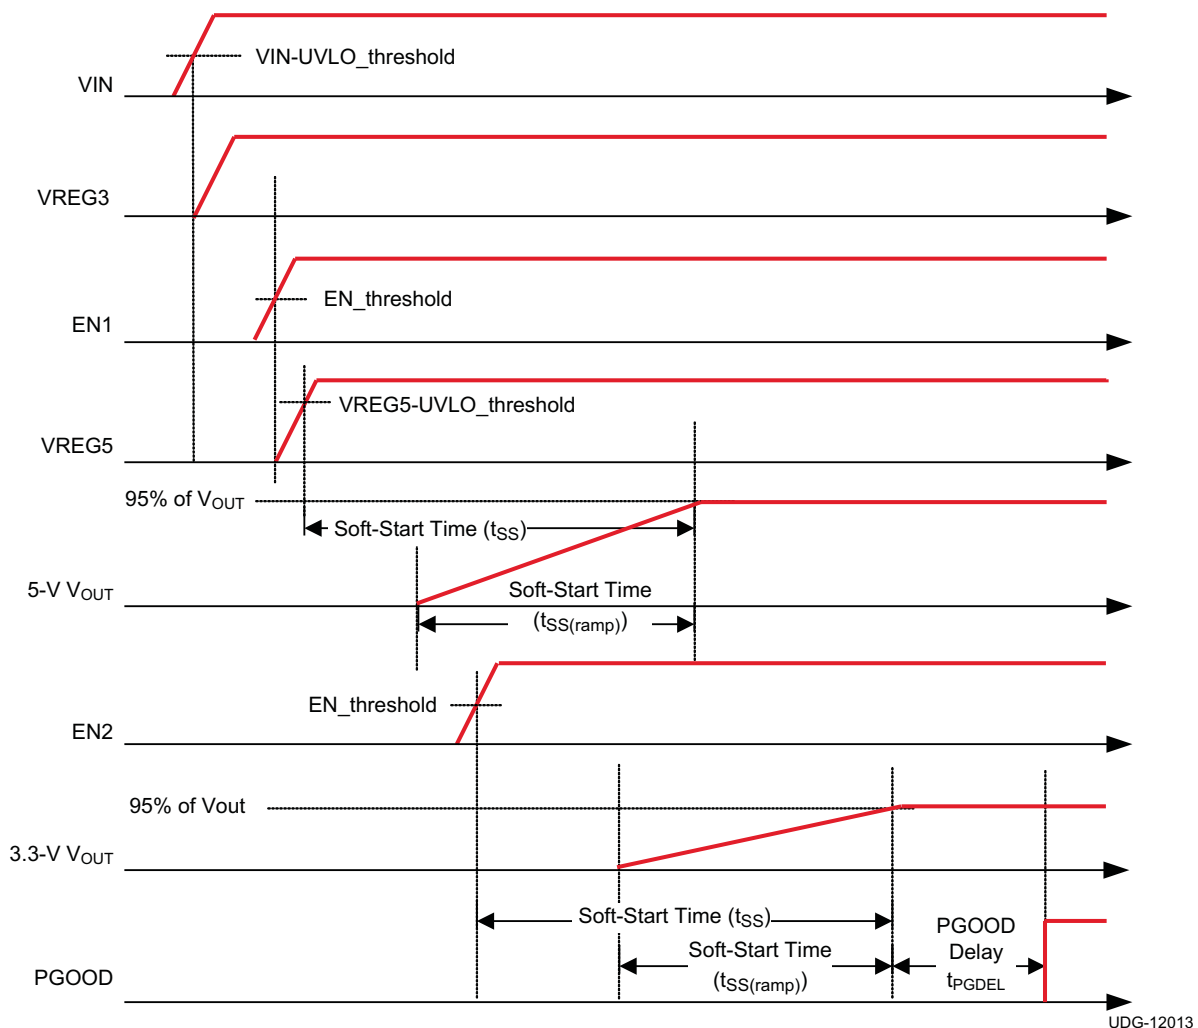 VIN-UVLO_threshold
VIN
VREG3
EN_threshold
EN1
VREG5-UVLO_threshold
VREG5
95% of VOUT
Soft-Start Time (tSS)
5-V VOUT
Soft-Start Time
(tSS(ramp))
EN_threshold
EN2
95% of Vout
3.3-V VOUT
Soft-Start Time (tSS)
Soft-Start Time
(tSS(ramp))
PGOOD
Delay
tPGDEL
PGOOD
UDG-12013